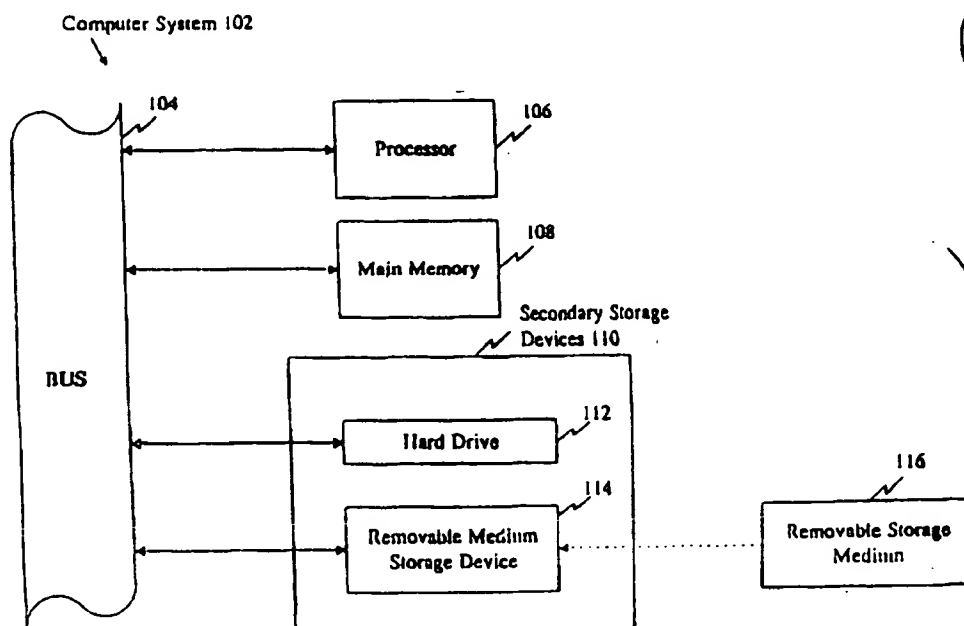 Computer System 102
104
106
Processor
108
Main Memory
Secondary Storage
Devices 110
BUS
112
Hard Drive
114
116
Removable Medium
Storage Device
Removable Storage
Medium